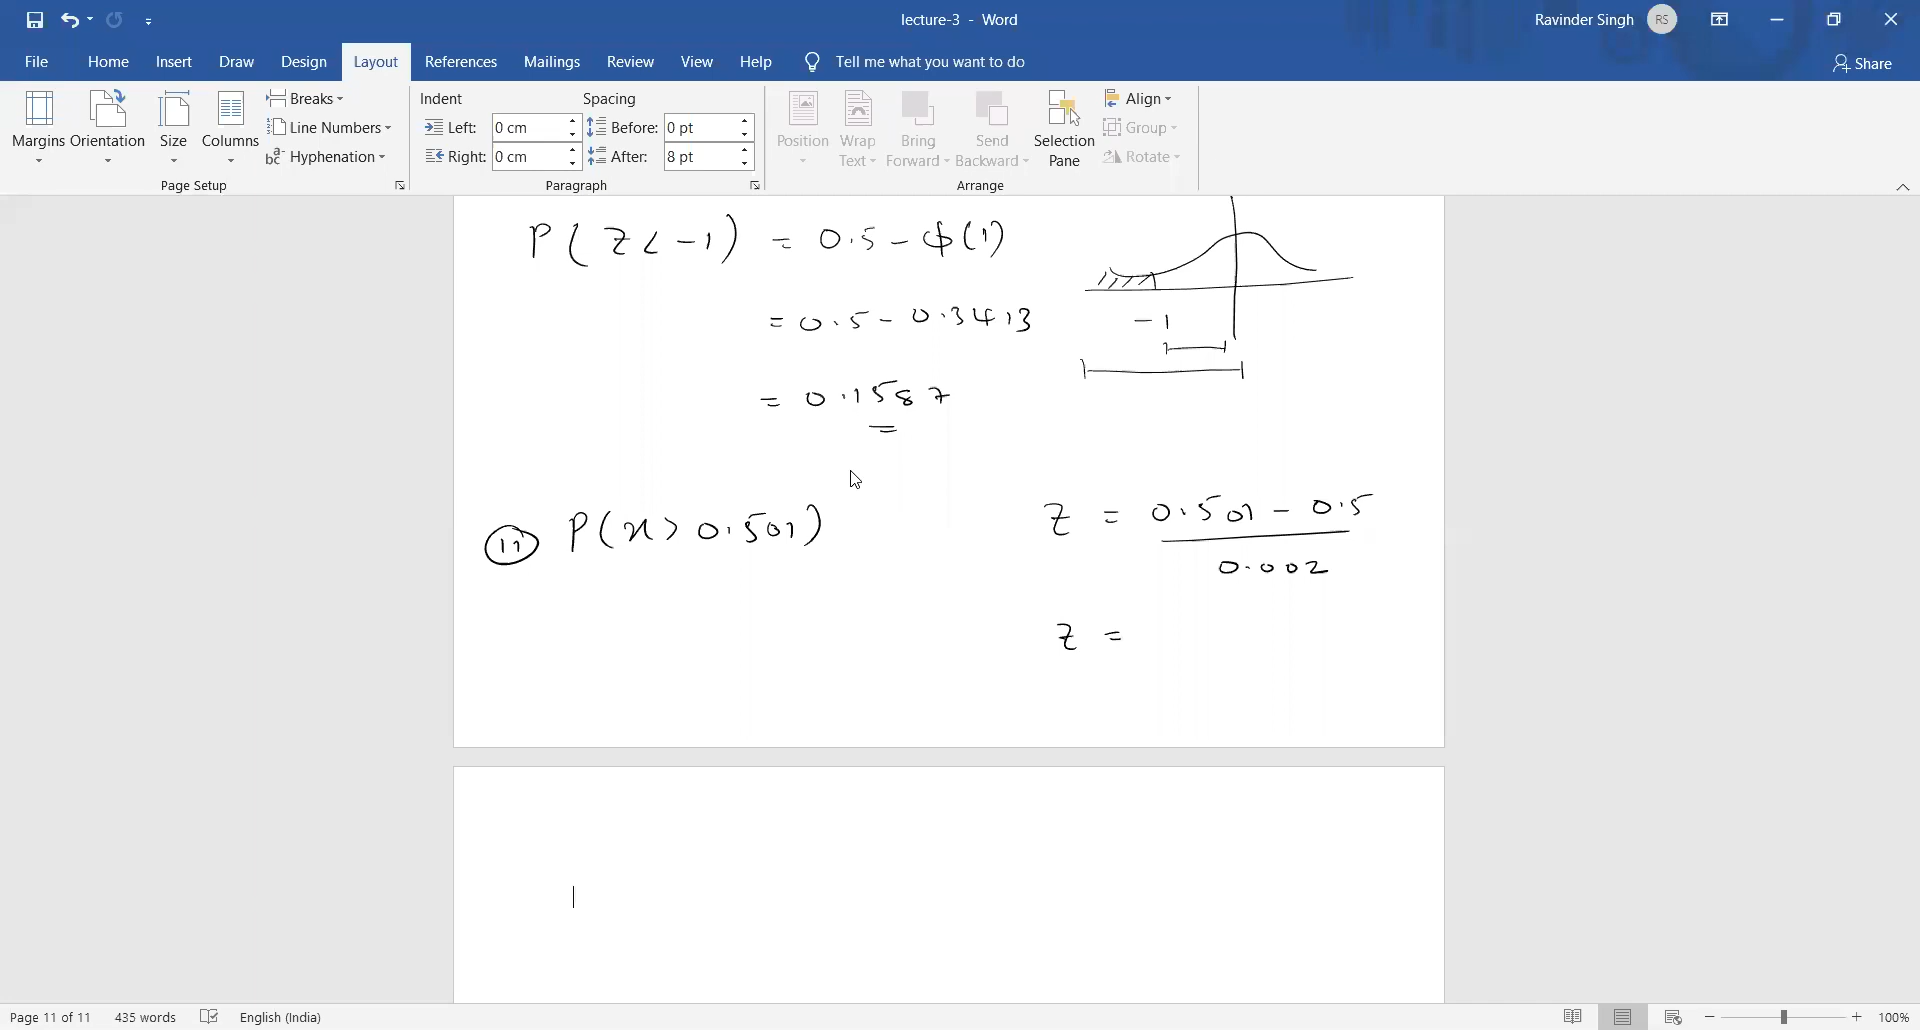 lecture-3 - Word
Ravinder Singh RS
File Home Insert Draw Design Layout References Mailings Review View Help Tell me what you want to do Share
Margins Orientation Size Columns
Breaks
Line Numbers
Hyphenation
Page Setup
Indent Spacing
Left: 0 cm Before: 0 pt
Right: 0 cm After: 8 pt
Paragraph
Position Wrap Text Bring Forward Send Backward Selection Pane
Align
Group
Rotate
Arrange
P(Z < -1) = 0.5 - Φ(1)
= 0.5 - 0.3413
-1
= 0.1587
(ii) P(x > 0.501)
Z = 0.501 - 0.5
0.002
Z =
Page 11 of 11 435 words English (India) 100%